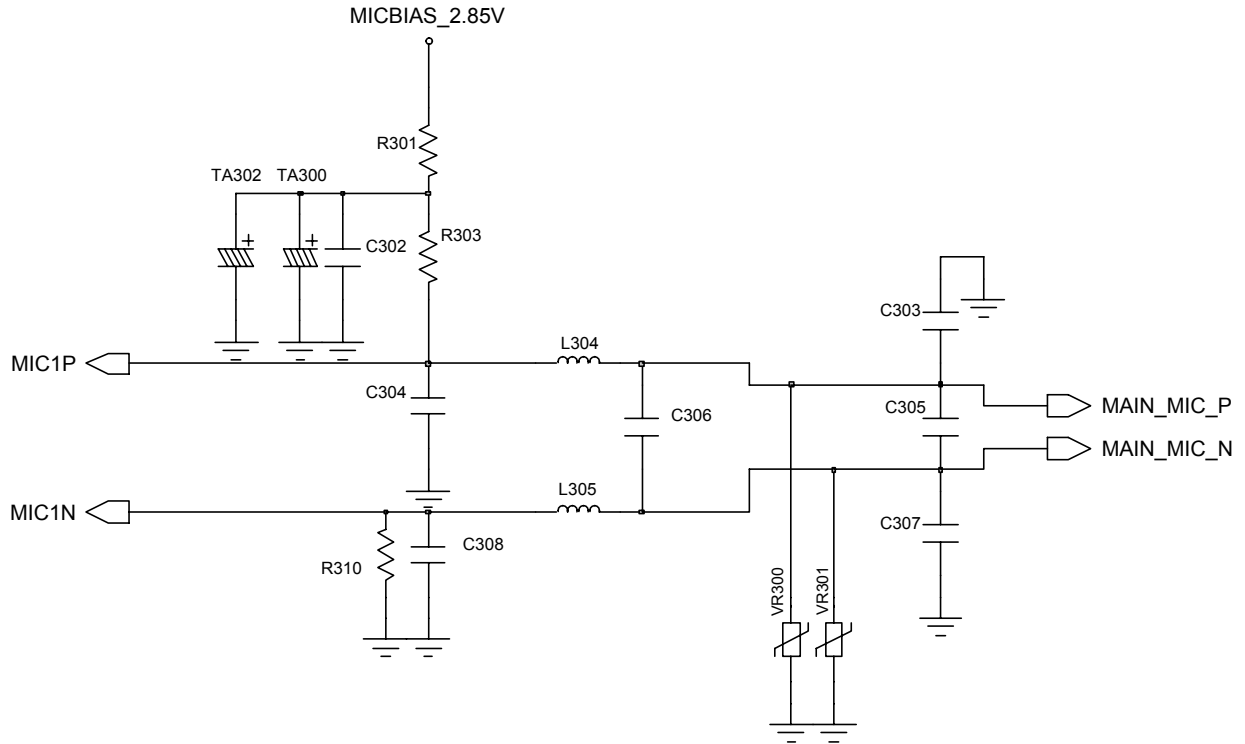 MICBIAS_2.85V
R301
TA302
TA300
+
+
C302
R303
C303
MIC1P
L304
C304
C306
C305
MAIN_MIC_P
MAIN_MIC_N
L305
MIC1N
C308
C307
R310
VR300
VR301